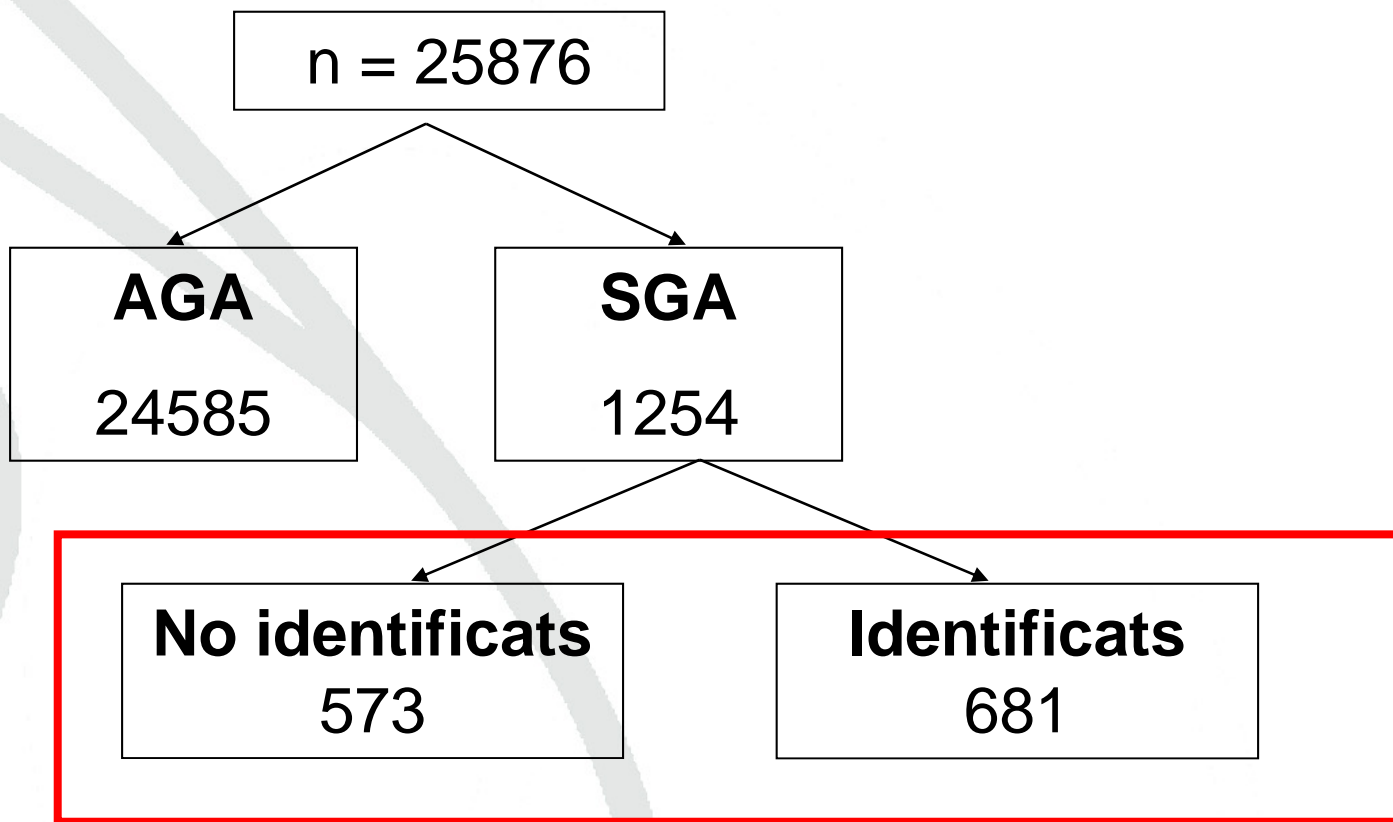 n = 25876
AGA
24585
SGA
1254
No identificats
573
Identificats
681